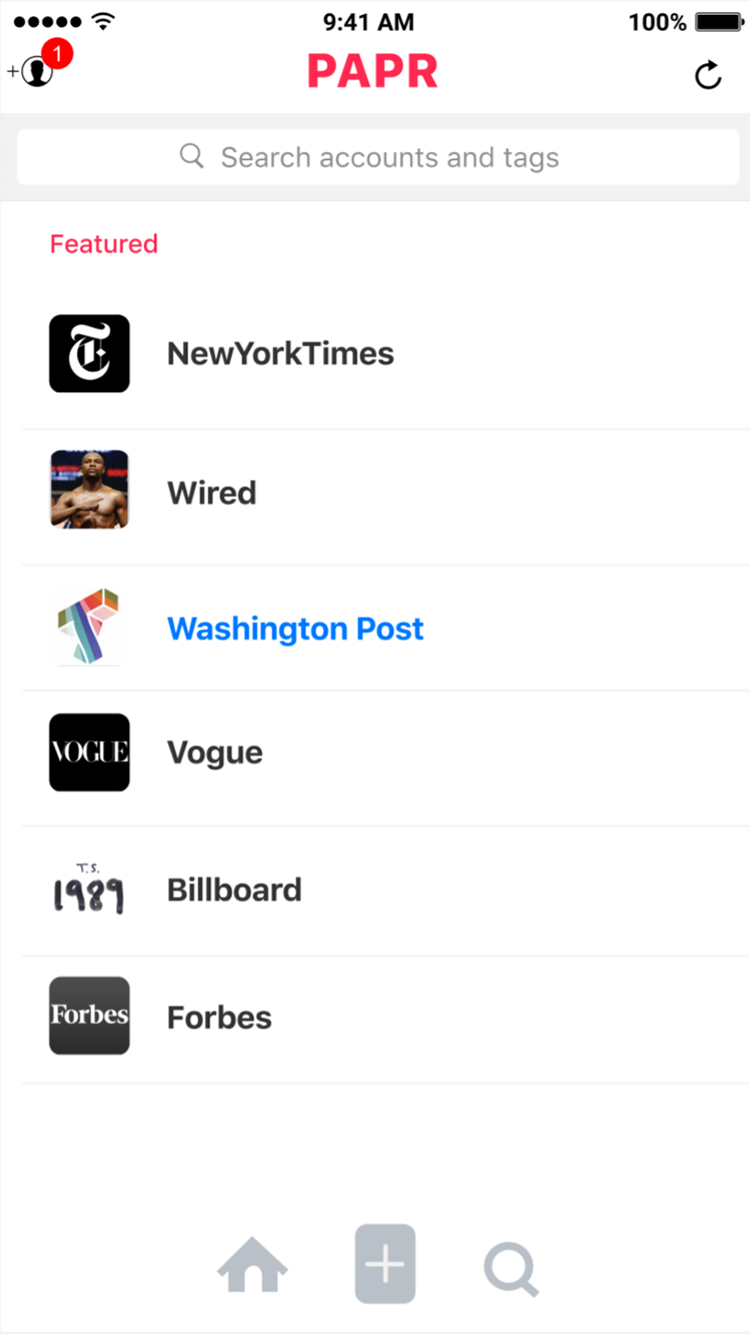 9:41 AM
100%
1
PAPR
Search accounts and tags
Featured
NewYorkTimes
Wired
Washington Post
VOGUE
Vogue
T.S.
1989
Billboard
Forbes
Forbes